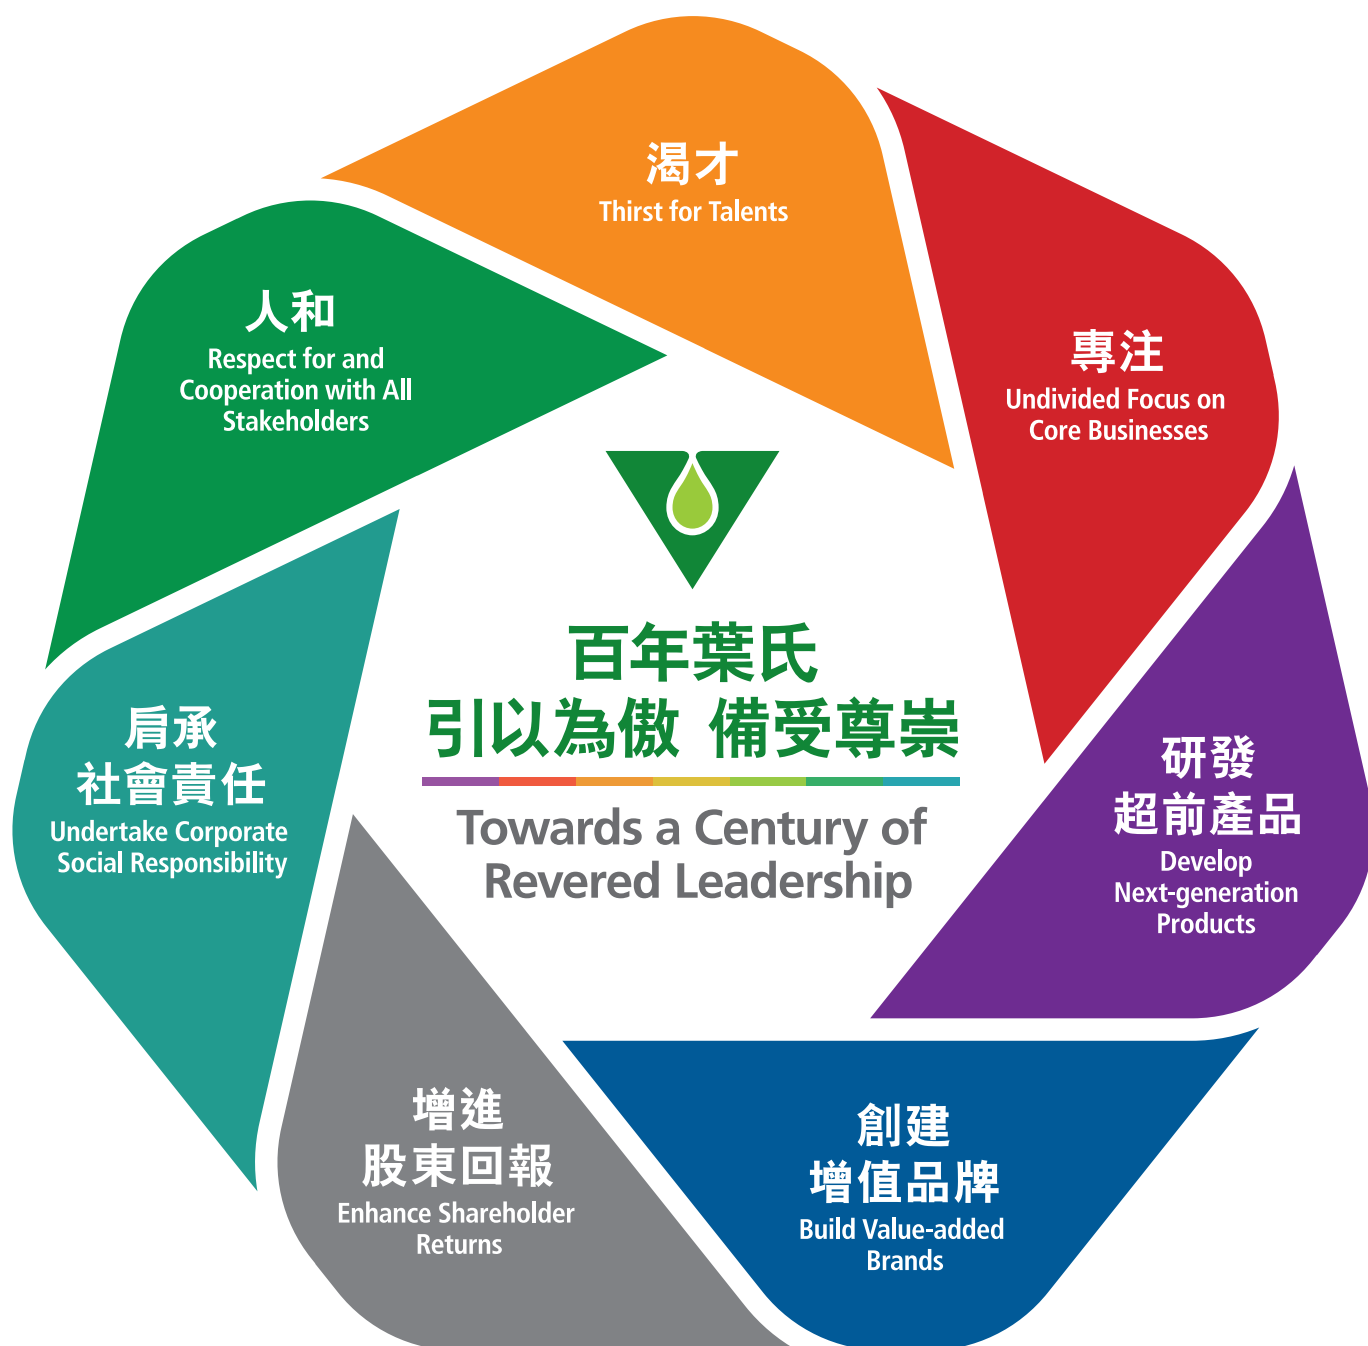 渴才
Thirst for Talents
專注
Undivided Focus on
Core Businesses
研發
超前產品
Develop
Next-generation
Products
創建
增值品牌
Build Value-added
Brands
增進
股東回報
Enhance Shareholder
Returns
肩承
社會責任
Undertake Corporate
Social Responsibility
人和
Respect for and
Cooperation with All
Stakeholders
百年葉氏
引以為傲 備受尊崇
Towards a Century of
Revered Leadership